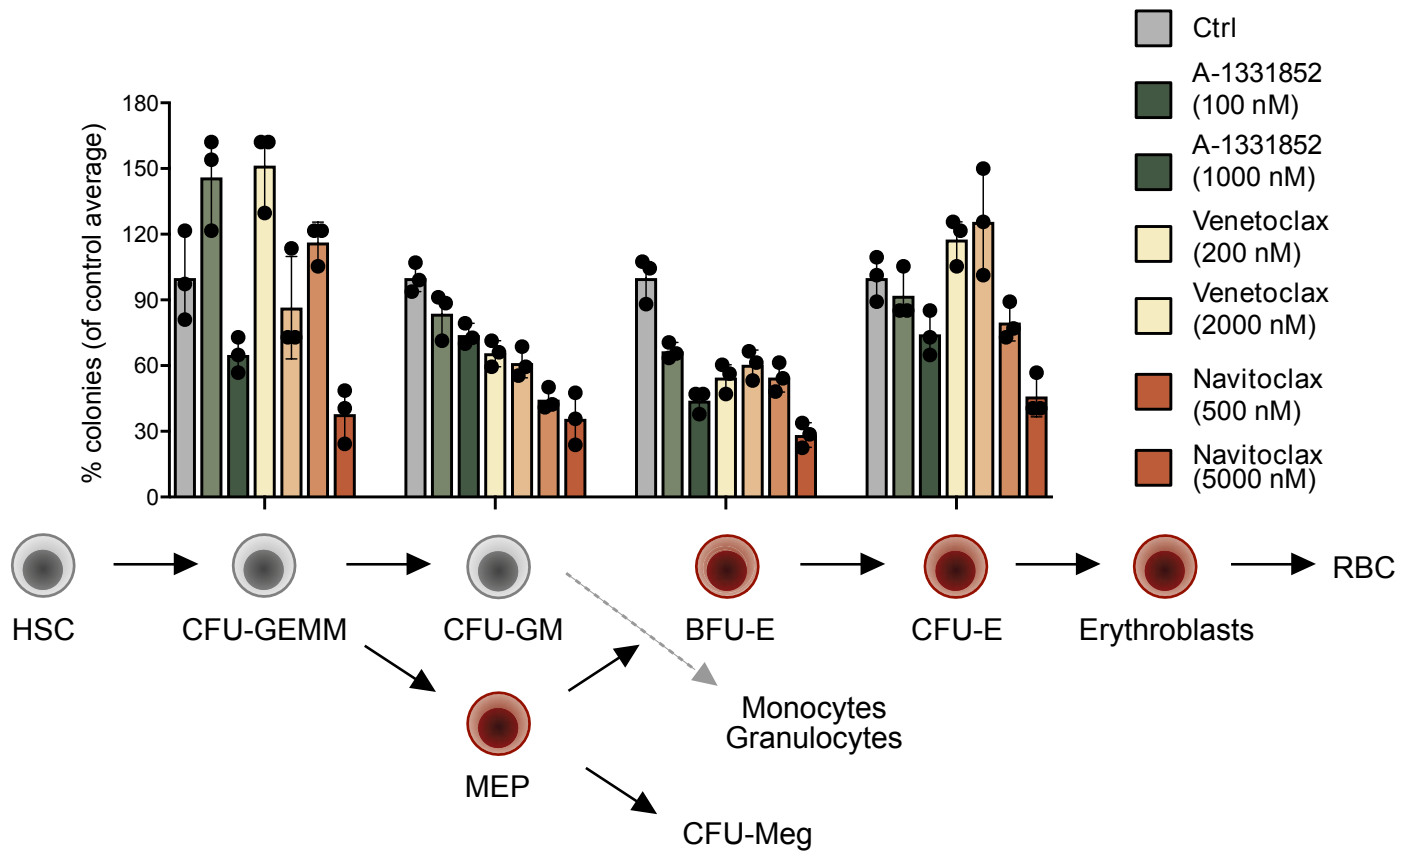 Ctrl
A-1331852
(100 nM)
A-1331852
(1000 nM)
Venetoclax
(200 nM)
Venetoclax
(2000 nM)
Navitoclax
(500 nM)
Navitoclax
(5000 nM)
% colonies (of control average)
180
150
120
90
60
30
0
HSC
CFU-GEMM
CFU-GM
BFU-E
CFU-E
Erythroblasts
RBC
MEP
Monocytes
Granulocytes
CFU-Meg